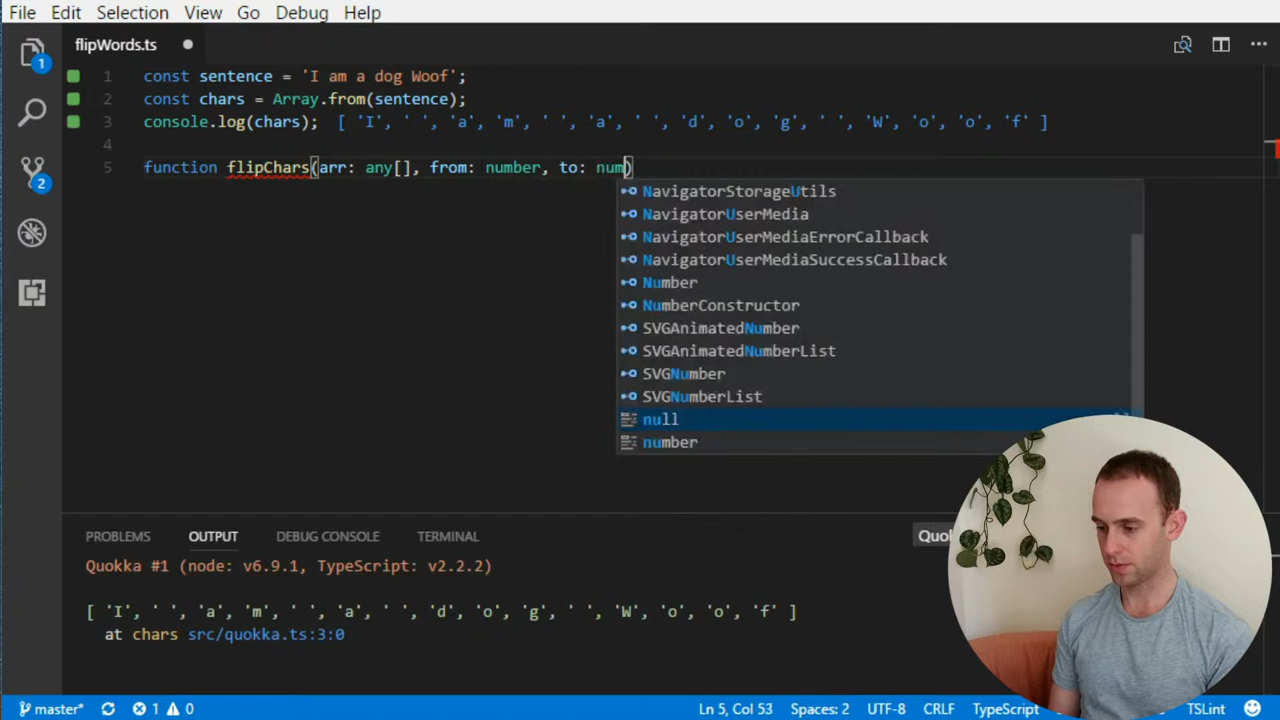 File Edit Selection View Go Debug Help
flipWords.ts
1 const sentence = 'I am a dog Woof';
2 const chars = Array.from(sentence);
3 console.log(chars); [ 'I', ' ', 'a', 'm', ' ', 'a', ' ', 'd', 'o', 'g', ' ', 'W', 'o', 'o', 'f' ]
4
5 function flipChars(arr: any[], from: number, to: num)
NavigatorStorageUtils
NavigatorUserMedia
NavigatorUserMediaErrorCallback
NavigatorUserMediaSuccessCallback
Number
NumberConstructor
SVGAnimatedNumber
SVGAnimatedNumberList
SVGNumber
SVGNumberList
null
number
1
2
PROBLEMS OUTPUT DEBUG CONSOLE TERMINAL
Quokka #1 (node: v6.9.1, TypeScript: v2.2.2)
[ 'I', ' ', 'a', 'm', ' ', 'a', ' ', 'd', 'o', 'g', ' ', 'W', 'o', 'o', 'f' ]
at chars src/quokka.ts:3:0
master* 1 0 Ln 5, Col 53 Spaces: 2 UTF-8 CRLF TypeScript TSLint